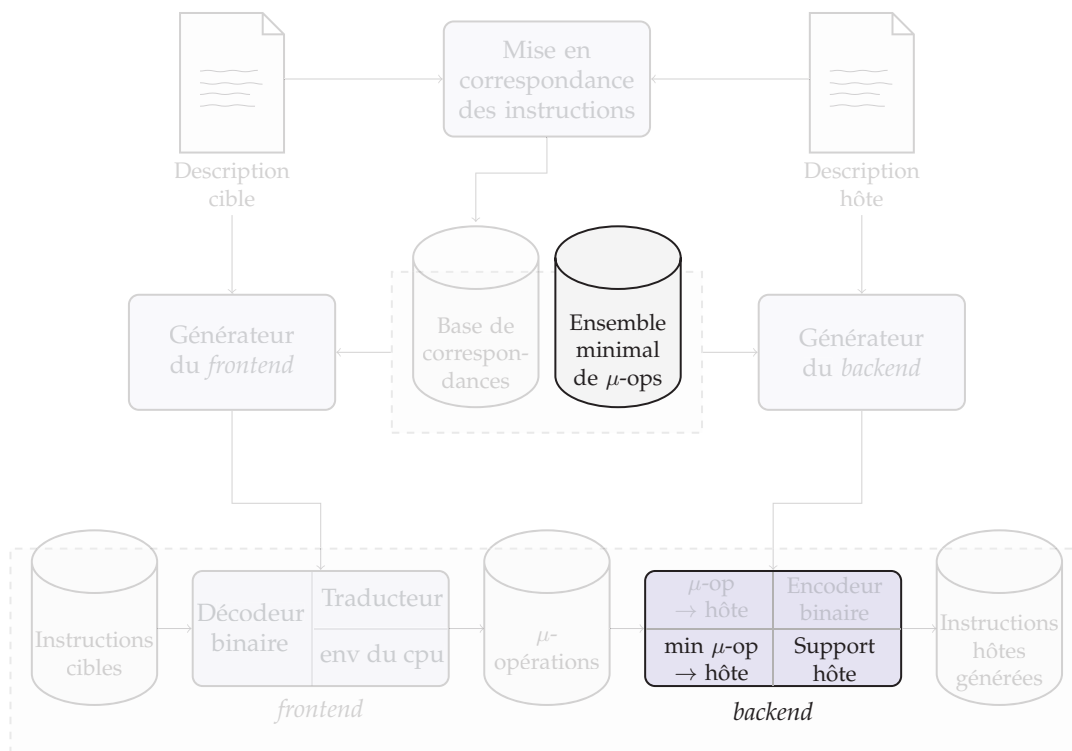 Mise en
correspondance
des instructions
Description
cible
Description
hôte
Générateur
du frontend
Base de
correspon-
dances
Ensemble
minimal
de μ-ops
Générateur
du backend
Instructions
cibles
Décodeur
binaire
Traducteur
env du cpu
μ-
opérations
μ-op
→ hôte
Encodeur
binaire
min μ-op
→ hôte
Support
hôte
Instructions
hôtes
générées
frontend
backend